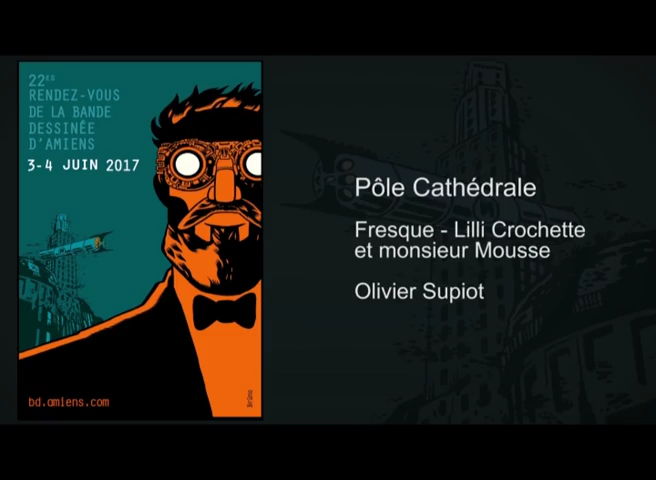 22ES
RENDEZ-VOUS
DE LA BANDE
DESSINÉE
D'AMIENS
3-4 JUIN 2017
bd.amiens.com
Brüno
Pôle Cathédrale
Fresque - Lilli Crochette
et monsieur Mousse
Olivier Supiot